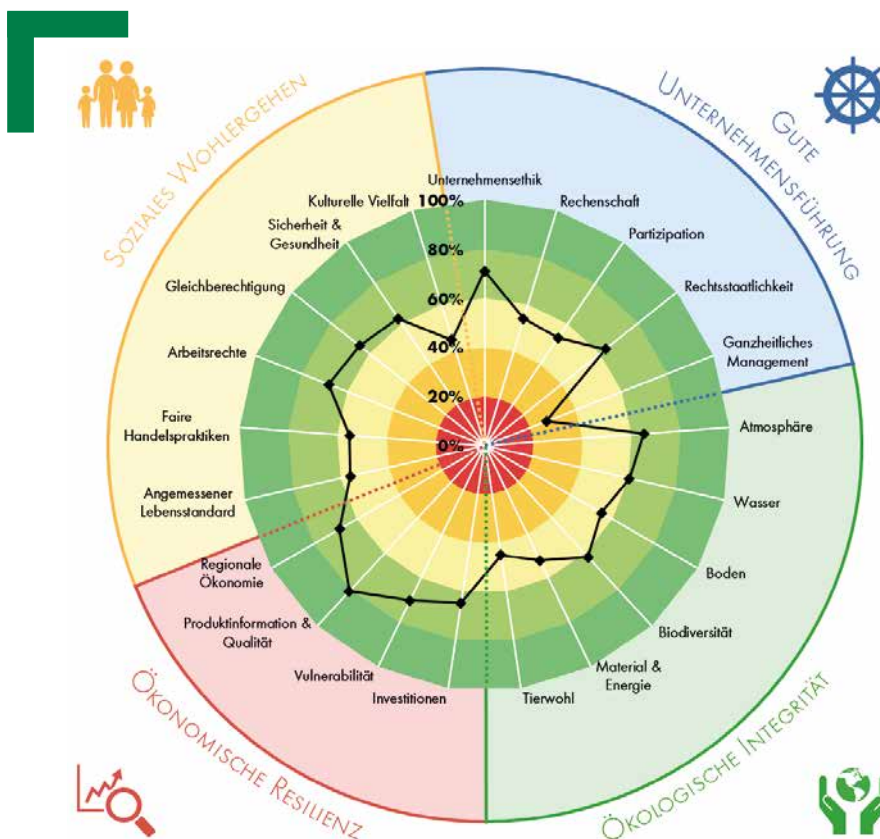 SOZIALES WOHLERGEHEN
GUTE
UNTERNEHMENSFÜHRUNG
Unternehmensethik
Kulturelle Vielfalt
100%
Rechenschaft
Sicherheit &
Gesundheit
Partizipation
80%
Gleichberechtigung
Rechtsstaatlichkeit
60%
Arbeitsrechte
Ganzheitliches
Management
40%
20%
Faire
Handelspraktiken
Atmosphäre
0%
Angemessener
Lebensstandard
Wasser
Regionale
Ökonomie
Boden
Produktinformation &
Qualität
Biodiversität
Vulnerabilität
Material &
Energie
Investitionen
Tierwohl
ÖKONOMISCHE RESILIENZ
ÖKOLOGISCHE INTEGRITÄT